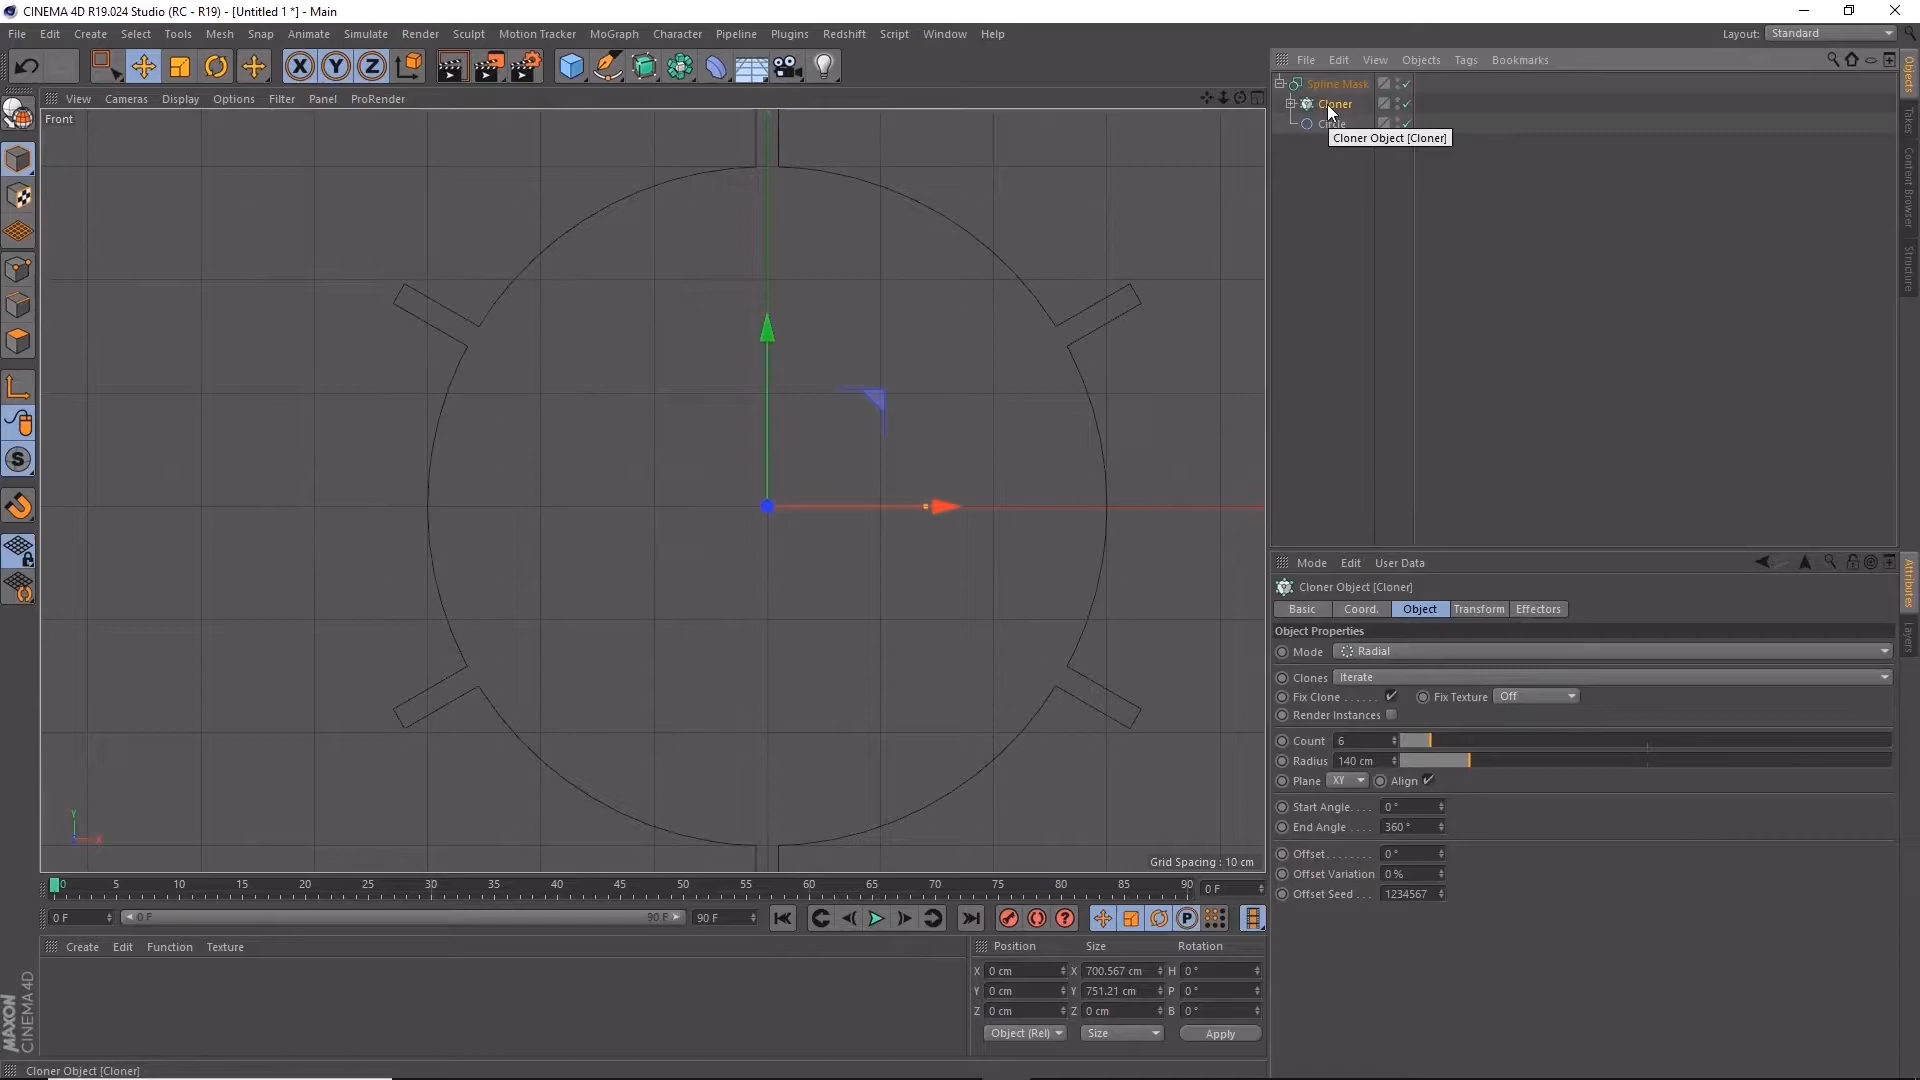 CINEMA 4D R19.024 Studio (RC - R19) - [Untitled 1 *] - Main
File Edit Create Select Tools Mesh Snap Animate Simulate Render Sculpt Motion Tracker MoGraph Character Pipeline Plugins Redshift Script Window Help
Layout: Standard
X Y Z
File Edit View Objects Tags Bookmarks
View Cameras Display Options Filter Panel ProRender
Front
Spline Mask
Cloner
Circle
Cloner Object [Cloner]
Objects
Takes
Content Browser
Structure
Mode Edit User Data
Cloner Object [Cloner]
Basic Coord. Object Transform Effectors
Object Properties
Mode Radial
Clones Iterate
Fix Clone Fix Texture Off
Render Instances
Count 6
Radius 140 cm
Plane XY Align
Start Angle 0 °
End Angle 360 °
Offset 0 °
Offset Variation 0 %
Offset Seed 1234567
Attributes
Layers
Y
X
Grid Spacing : 10 cm
0 5 10 15 20 25 30 35 40 45 50 55 60 65 70 75 80 85 90 0 F
0 F 0 F 90 F 90 F
Create Edit Function Texture
Position Size Rotation
X 0 cm X 700.567 cm H 0 °
Y 0 cm Y 751.21 cm P 0 °
Z 0 cm Z 0 cm B 0 °
Object (Rel) Size Apply
MAXON
CINEMA 4D
Cloner Object [Cloner]